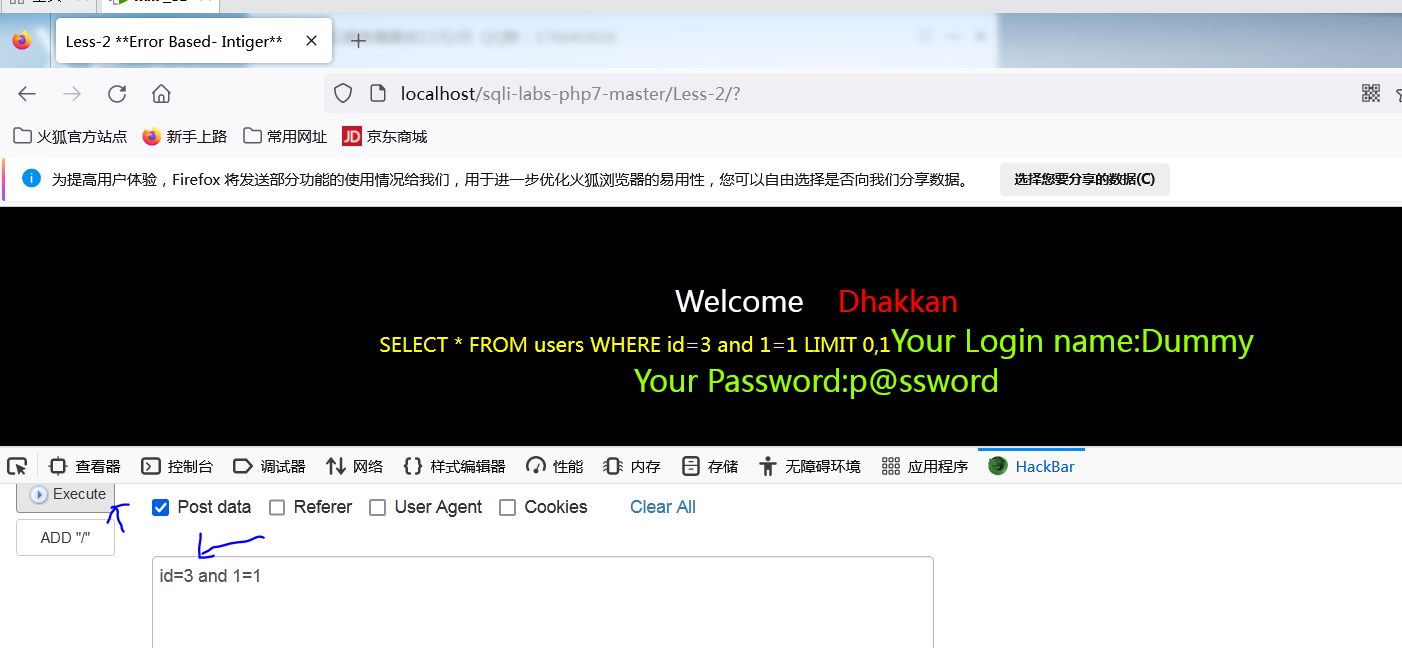 Less-2 **Error Based- Intiger**
localhost/sqli-labs-php7-master/Less-2/?
火狐官方站点 新手上路 常用网址 JD 京东商城
为提高用户体验，Firefox 将发送部分功能的使用情况给我们，用于进一步优化火狐浏览器的易用性，您可以自由选择是否向我们分享数据。 选择您要分享的数据(C)
Welcome Dhakkan
SELECT * FROM users WHERE id=3 and 1=1 LIMIT 0,1Your Login name:Dummy
Your Password:p@ssword
查看器 控制台 调试器 网络 样式编辑器 性能 内存 存储 无障碍环境 应用程序 HackBar
Execute Post data Referer User Agent Cookies Clear All
ADD "/"
id=3 and 1=1